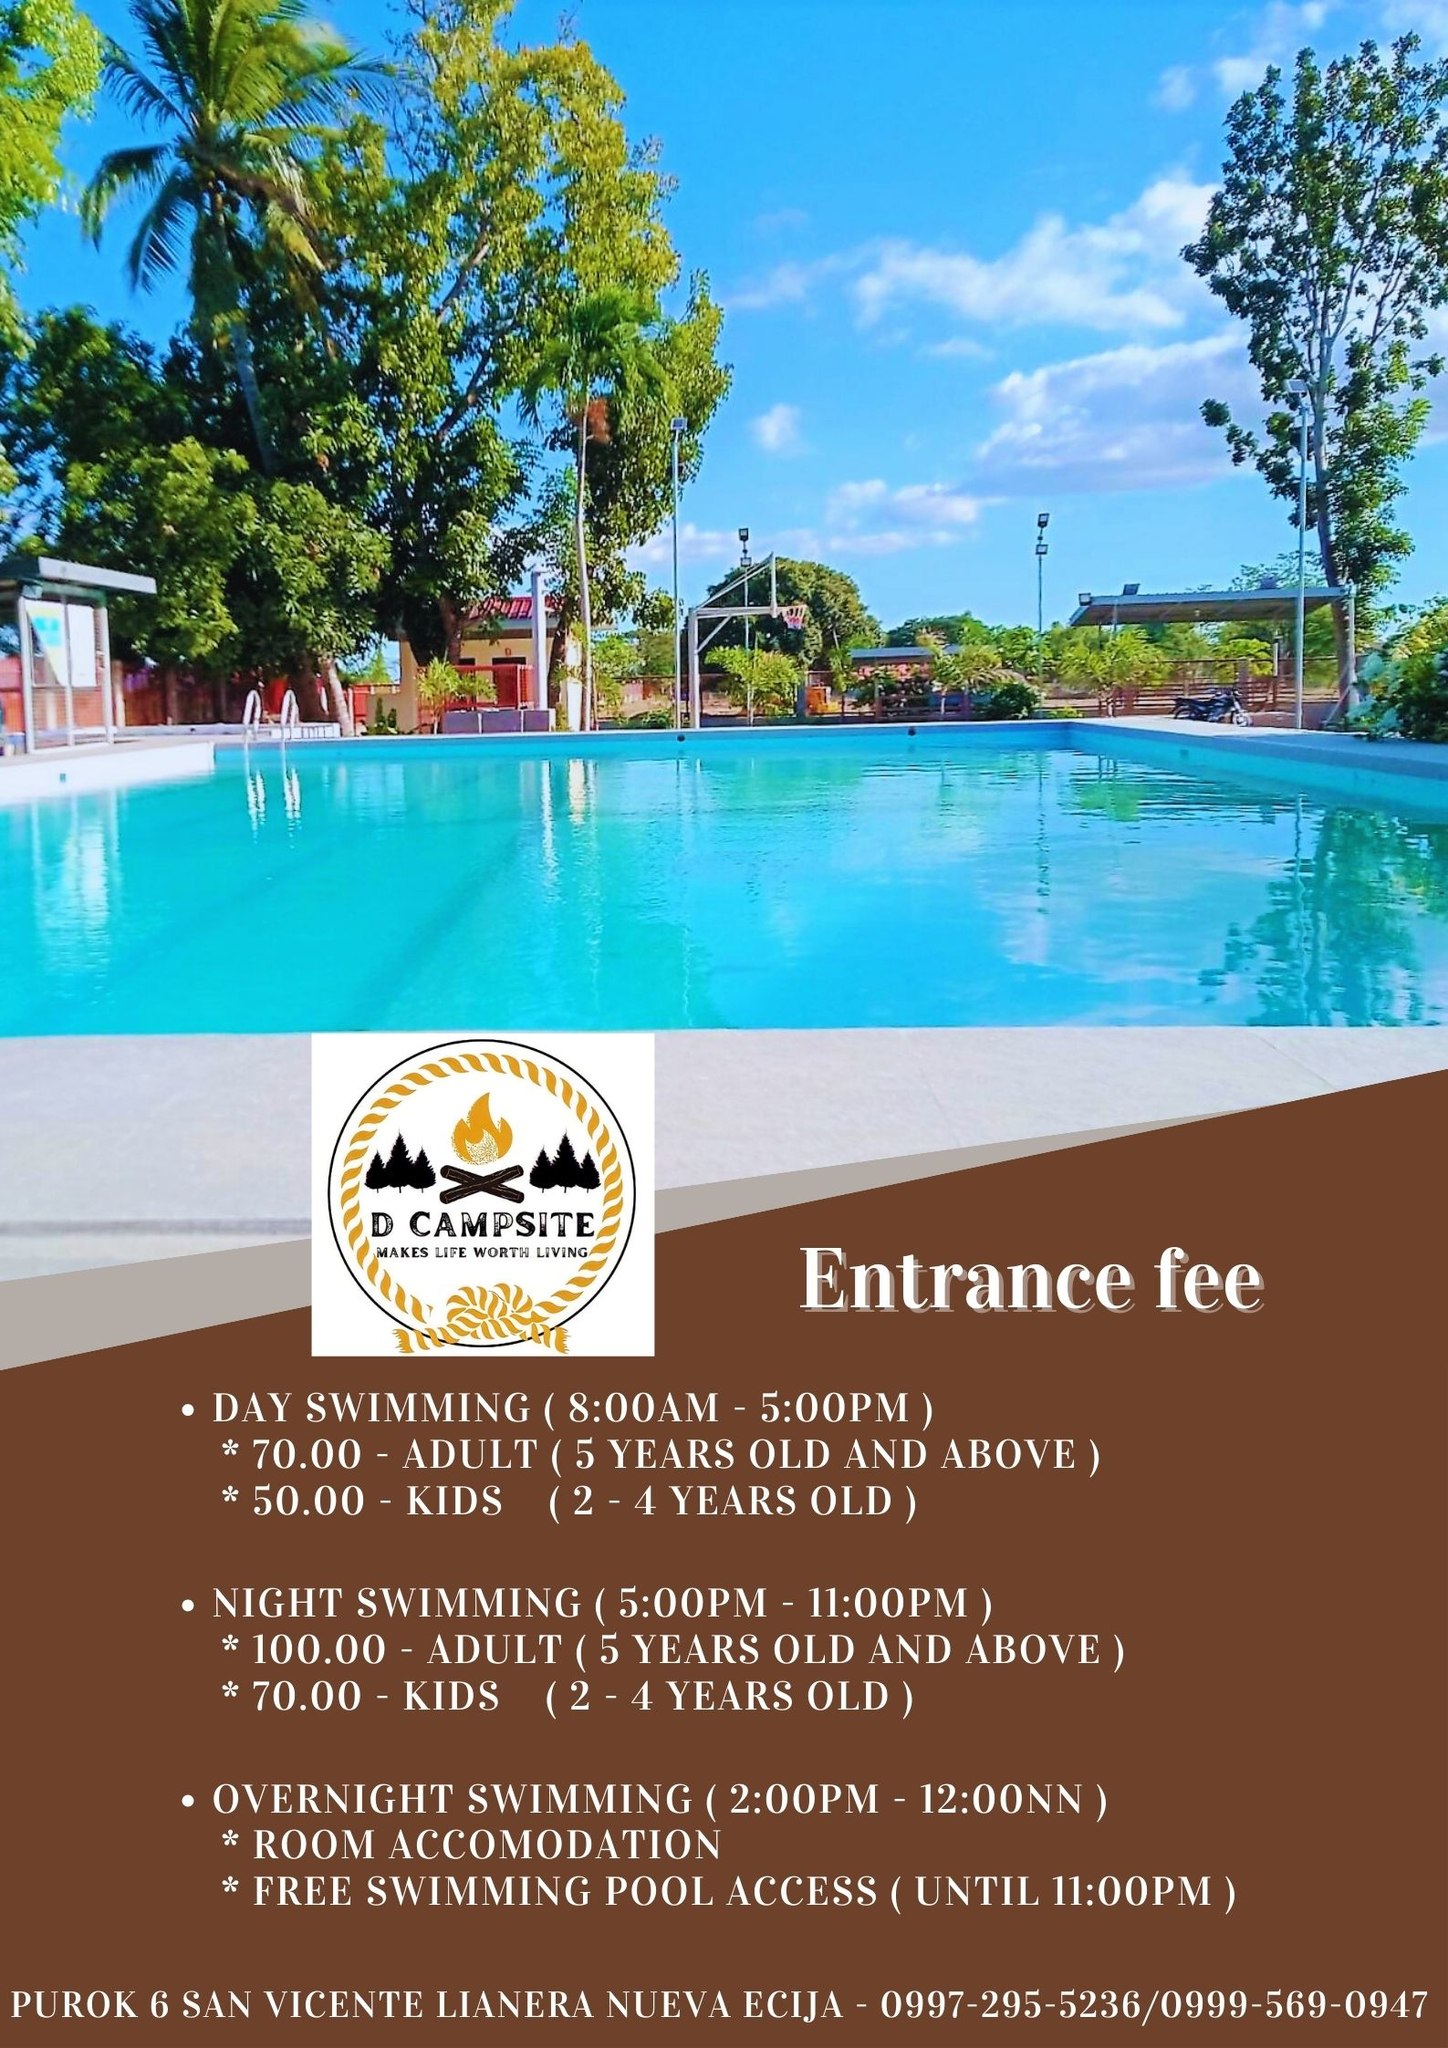 D CAMPSITE
MAKES LIFE WORTH LIVING
Entrance fee
• DAY SWIMMING ( 8:00AM - 5:00PM )
* 70.00 - ADULT ( 5 YEARS OLD AND ABOVE )
* 50.00 - KIDS ( 2 - 4 YEARS OLD )
• NIGHT SWIMMING ( 5:00PM - 11:00PM )
* 100.00 - ADULT ( 5 YEARS OLD AND ABOVE )
* 70.00 - KIDS ( 2 - 4 YEARS OLD )
• OVERNIGHT SWIMMING ( 2:00PM - 12:00NN )
* ROOM ACCOMODATION
* FREE SWIMMING POOL ACCESS ( UNTIL 11:00PM )
PUROK 6 SAN VICENTE LIANERA NUEVA ECIJA - 0997-295-5236/0999-569-0947